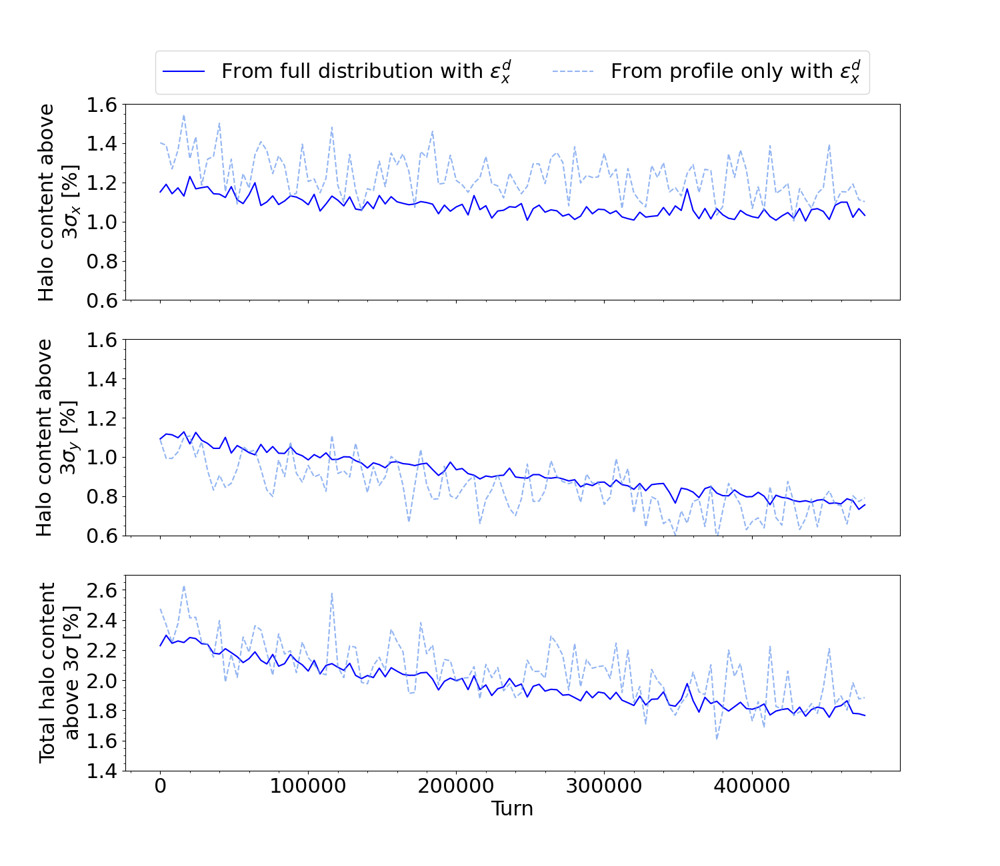 From full distribution with εₓᵈ From profile only with εₓᵈ
Halo content above
3σₓ [%]
1.6
1.4
1.2
1.0
0.8
0.6
Halo content above
3σ_y [%]
1.6
1.4
1.2
1.0
0.8
0.6
Total halo content
above 3σ [%]
2.6
2.4
2.2
2.0
1.8
1.6
1.4
0 100000 200000 300000 400000
Turn